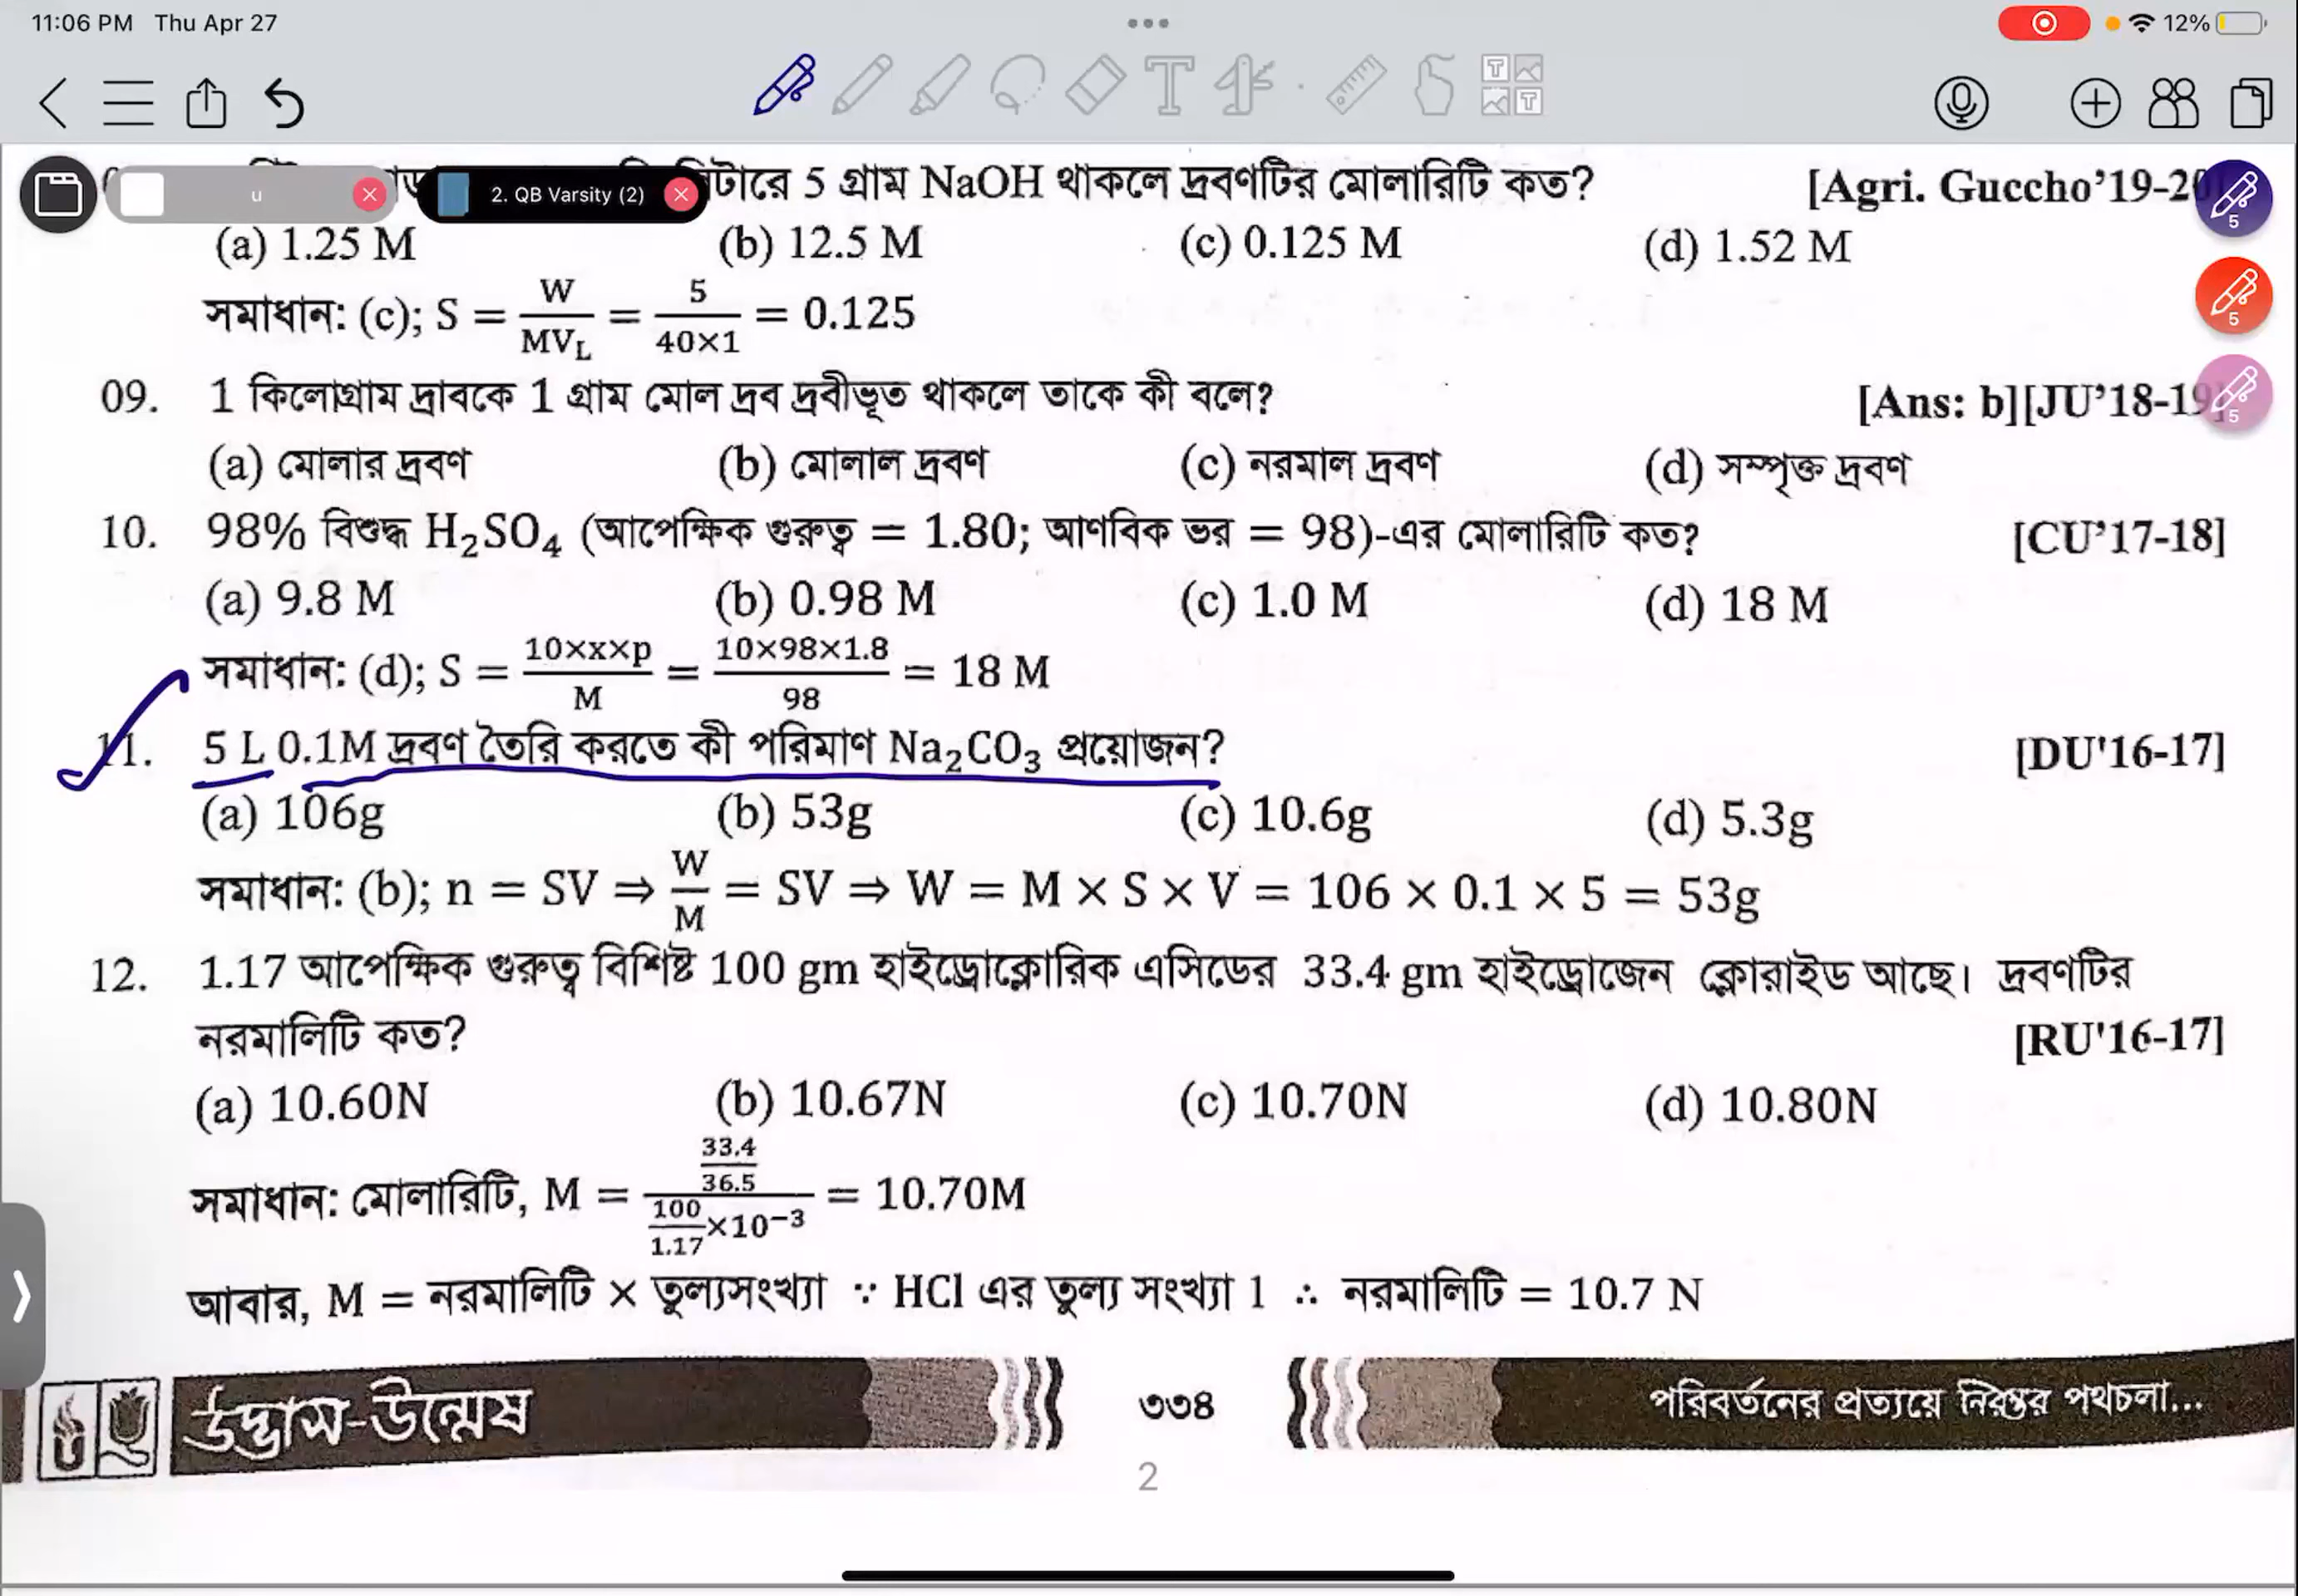 11:06 PM Thu Apr 27
12%
u
2. QB Varsity (2)
5 গ্রাম NaOH থাকলে দ্রবণটির মোলারিটি কত? [Agri. Guccho'19-20
(a) 1.25 M (b) 12.5 M (c) 0.125 M (d) 1.52 M
সমাধান: (c); S = W/MV_L = 5/40×1 = 0.125
09. 1 কিলোগ্রাম দ্রাবকে 1 গ্রাম মোল দ্রব দ্রবীভূত থাকলে তাকে কী বলে? [Ans: b][JU'18-19]
(a) মোলার দ্রবণ (b) মোলাল দ্রবণ (c) নরমাল দ্রবণ (d) সম্পৃক্ত দ্রবণ
10. 98% বিশুদ্ধ H₂SO₄ (আপেক্ষিক গুরুত্ব = 1.80; আণবিক ভর = 98)-এর মোলারিটি কত? [CU'17-18]
(a) 9.8 M (b) 0.98 M (c) 1.0 M (d) 18 M
সমাধান: (d); S = 10×x×p/M = 10×98×1.8/98 = 18 M
11. 5 L 0.1M দ্রবণ তৈরি করতে কী পরিমাণ Na₂CO₃ প্রয়োজন? [DU'16-17]
(a) 106g (b) 53g (c) 10.6g (d) 5.3g
সমাধান: (b); n = SV ⇒ W/M = SV ⇒ W = M × S × V = 106 × 0.1 × 5 = 53g
12. 1.17 আপেক্ষিক গুরুত্ব বিশিষ্ট 100 gm হাইড্রোক্লোরিক এসিডের 33.4 gm হাইড্রোজেন ক্লোরাইড আছে। দ্রবণটির
নরমালিটি কত? [RU'16-17]
(a) 10.60N (b) 10.67N (c) 10.70N (d) 10.80N
সমাধান: মোলারিটি, M = (33.4/36.5)/(100/1.17 ×10⁻³) = 10.70M
আবার, M = নরমালিটি × তুল্যসংখ্যা ∵ HCl এর তুল্য সংখ্যা 1 ∴ নরমালিটি = 10.7 N
উদ্ভাস-উন্মেষ ৩৩৪ পরিবর্তনের প্রত্যয়ে নিরন্তর পথচলা...
2